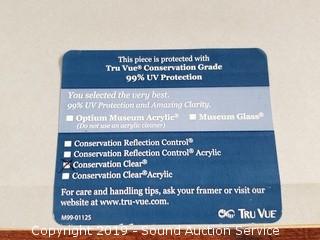 This piece is protected with
Tru Vue® Conservation Grade
99% UV Protection
You selected the very best.
99% UV Protection and Amazing Clarity.
Optium Museum Acrylic® Museum Glass®
(Do not use an acrylic cleaner)
Conservation Reflection Control®
Conservation Reflection Control® Acrylic
Conservation Clear®
Conservation Clear® Acrylic
For care and handling tips, ask your framer or visit our
website at www.tru-vue.com.
M99-01125 TRU VUE®
Copyright 2019 - Sound Auction Service